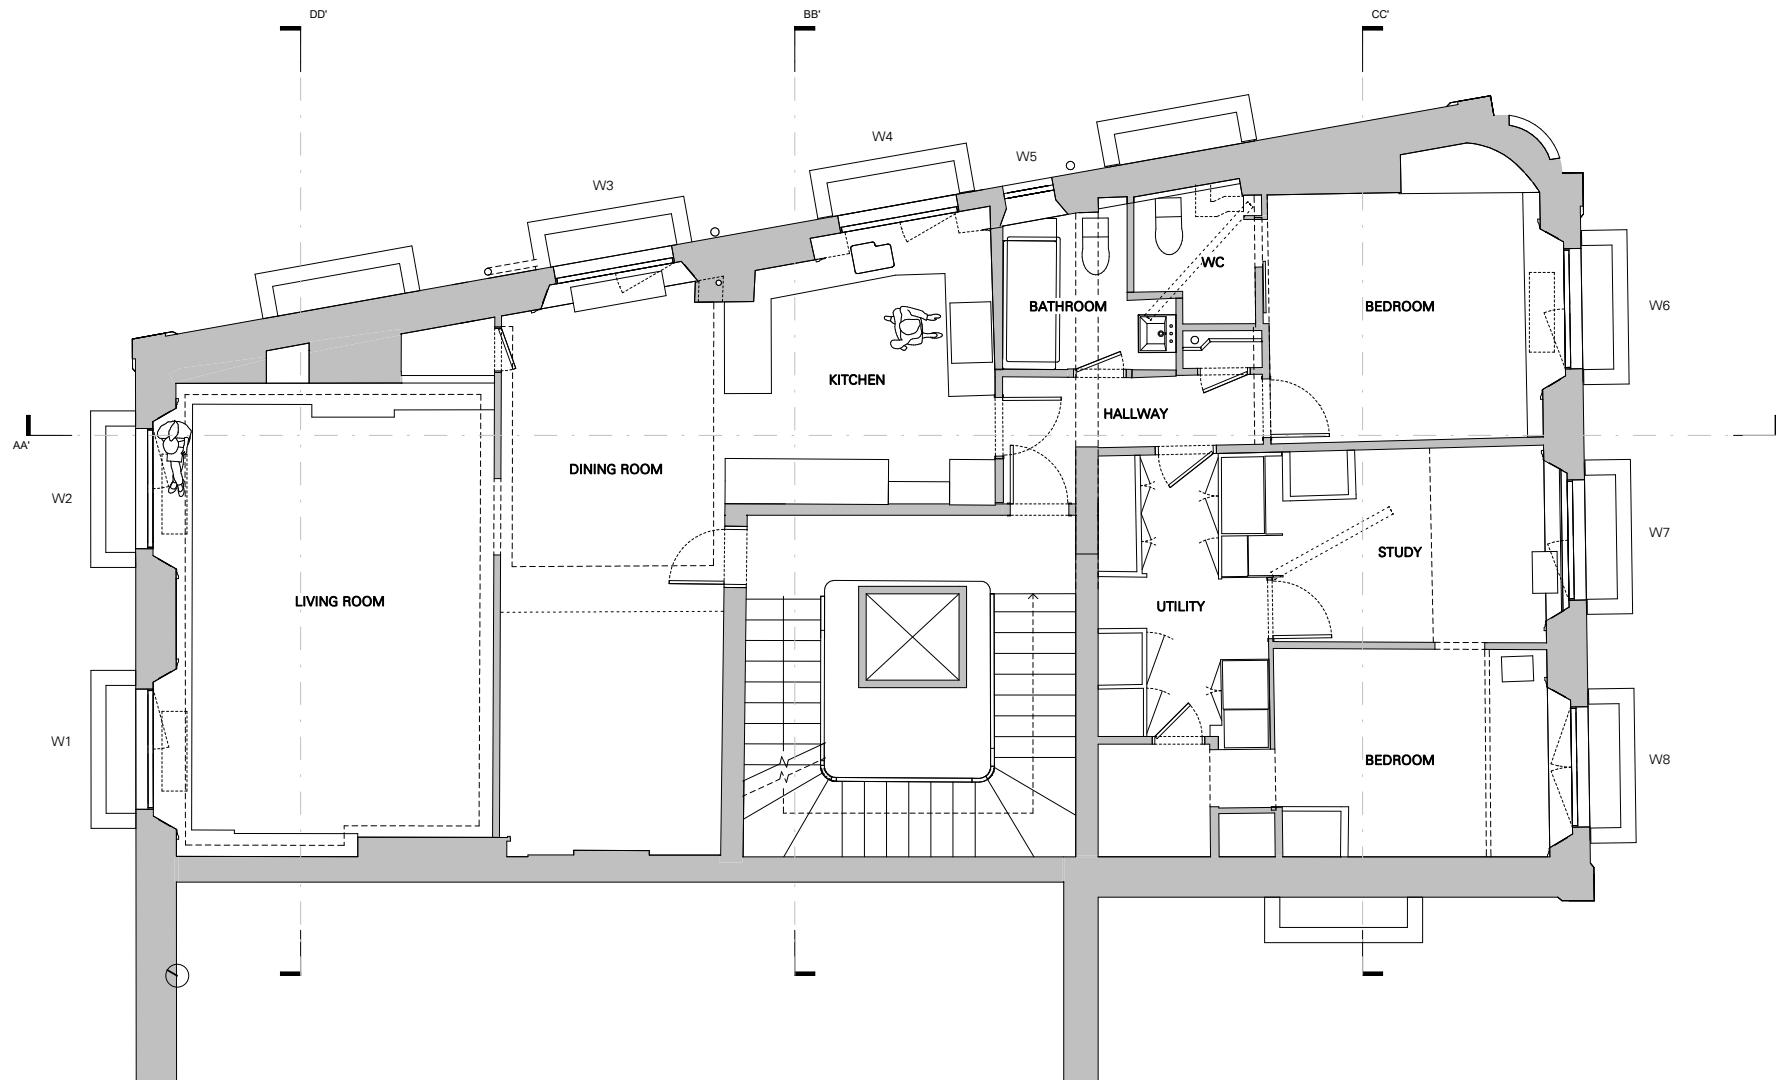 DD'
BB'
CC'
W4
W5
W3
WC
BATHROOM
BEDROOM
W6
KITCHEN
HALLWAY
AA'
DINING ROOM
W2
W7
STUDY
LIVING ROOM
UTILITY
W1
BEDROOM
W8